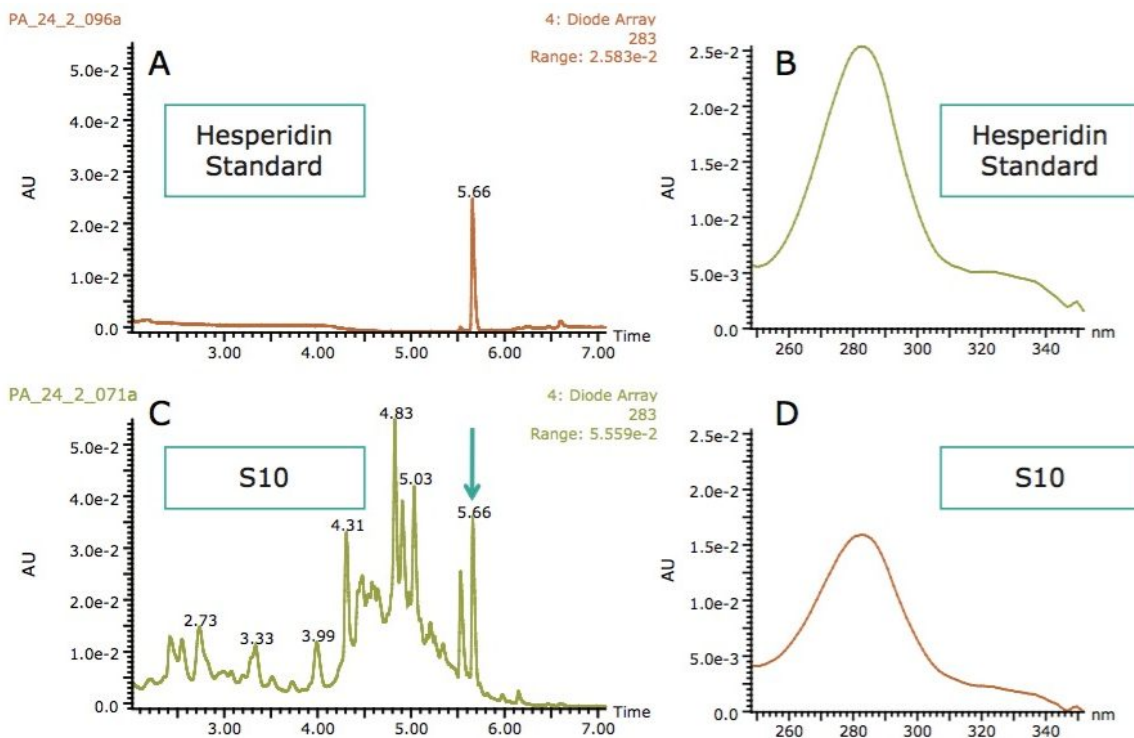 PA_24_2_096a
4: Diode Array
283
Range: 2.583e-2
A
Hesperidin
Standard
AU
5.0e-2
4.0e-2
3.0e-2
2.0e-2
1.0e-2
0.0
5.66
3.00 4.00 5.00 6.00 7.00
Time
B
Hesperidin
Standard
AU
2.5e-2
2.0e-2
1.5e-2
1.0e-2
5.0e-3
0.0
260 280 300 320 340
nm
PA_24_2_071a
4: Diode Array
283
Range: 5.559e-2
C
S10
AU
5.0e-2
4.0e-2
3.0e-2
2.0e-2
1.0e-2
0.0
2.73
3.33
3.99
4.31
4.83
5.03
5.66
3.00 4.00 5.00 6.00 7.00
Time
D
S10
AU
2.5e-2
2.0e-2
1.5e-2
1.0e-2
5.0e-3
0.0
260 280 300 320 340
nm